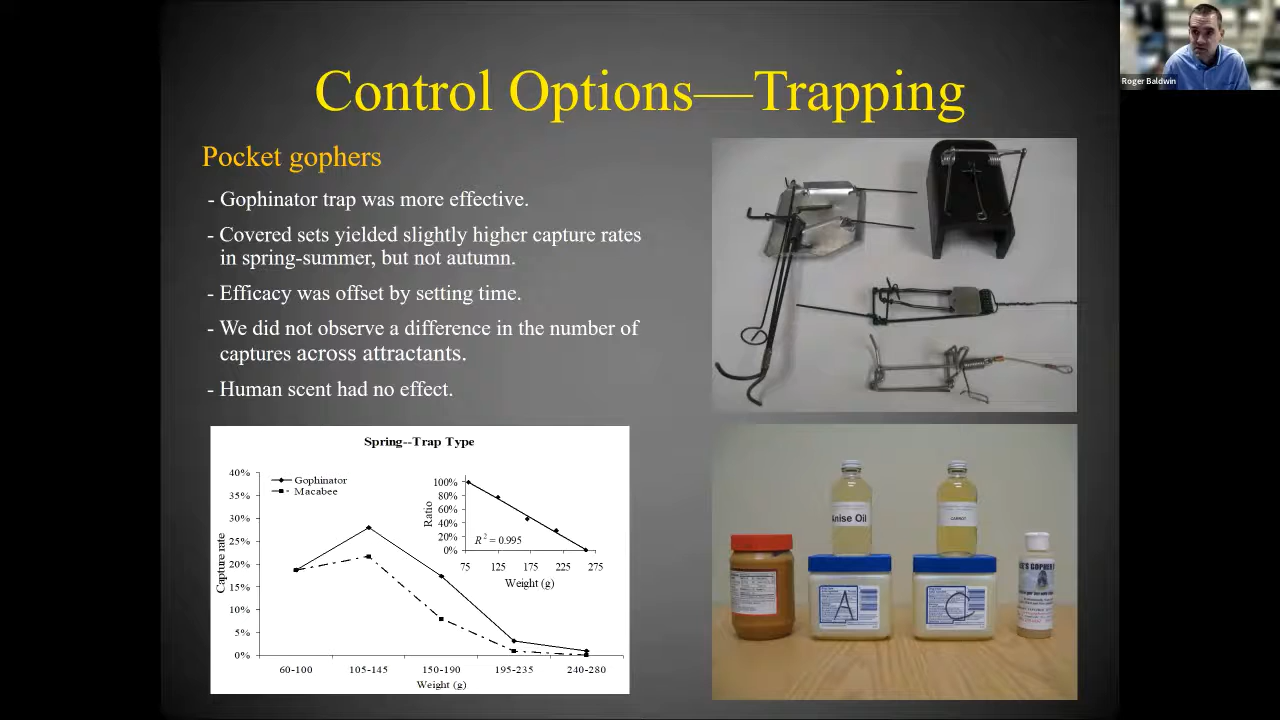 Roger Baldwin
Control Options—Trapping
Pocket gophers
- Gophinator trap was more effective.
- Covered sets yielded slightly higher capture rates
in spring-summer, but not autumn.
- Efficacy was offset by setting time.
- We did not observe a difference in the number of
captures across attractants.
- Human scent had no effect.
Spring--Trap Type
Gophinator
Macabee
Capture rate
40%
35%
30%
25%
20%
15%
10%
5%
0%
60-100 105-145 150-190 195-235 240-280
Weight (g)
Ratio
100%
80%
60%
40%
20%
0%
R² = 0.995
75 125 175 225 275
Weight (g)
Anise Oil
CARROT
A
C
GOPHER